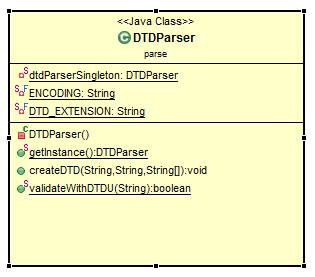 <<Java Class>>
DTDParser
parse
dtdParserSingleton: DTDParser
ENCODING: String
DTD_EXTENSION: String
DTDParser()
getInstance():DTDParser
createDTD(String,String,String[]):void
validateWithDTDU(String):boolean